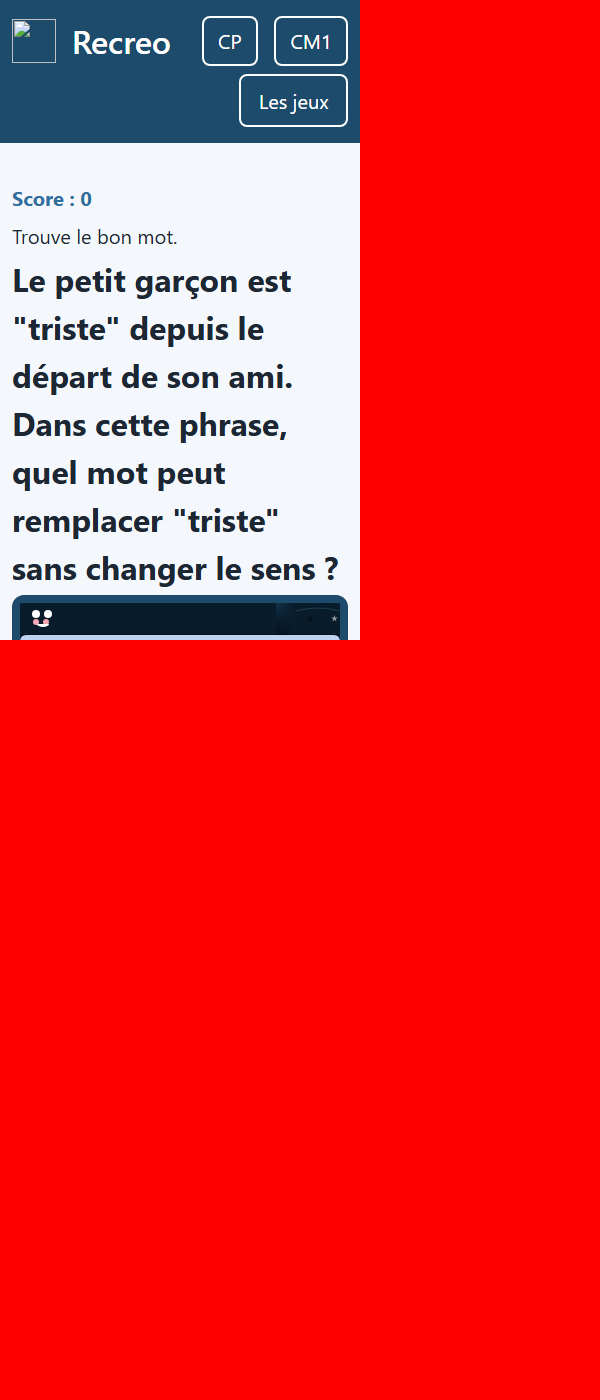 Recreo
CP
CM1
Les jeux
Score : 0
Trouve le bon mot.
Le petit garçon est
"triste" depuis le
départ de son ami.
Dans cette phrase,
quel mot peut
remplacer "triste"
sans changer le sens ?